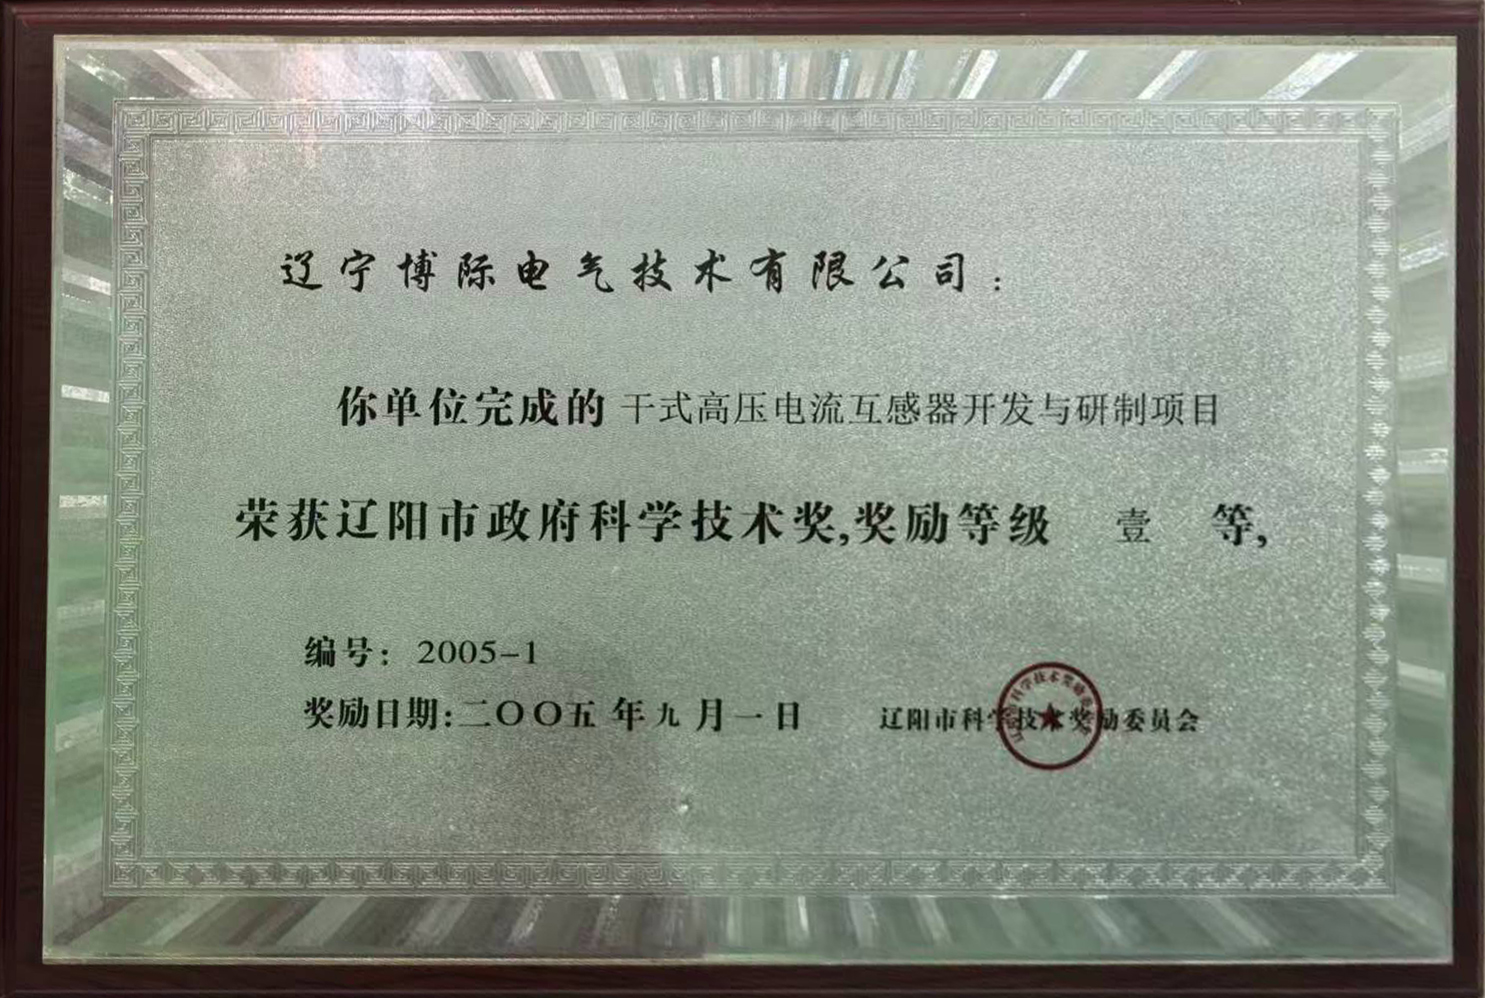 辽宁博际电气技术有限公司：
你单位完成的 干式高压电流互感器开发与研制项目
荣获辽阳市政府科学技术奖,奖励等级 壹 等,
编号： 2005-1
奖励日期:二〇〇五年九月一日
辽阳市科学技术奖励委员会